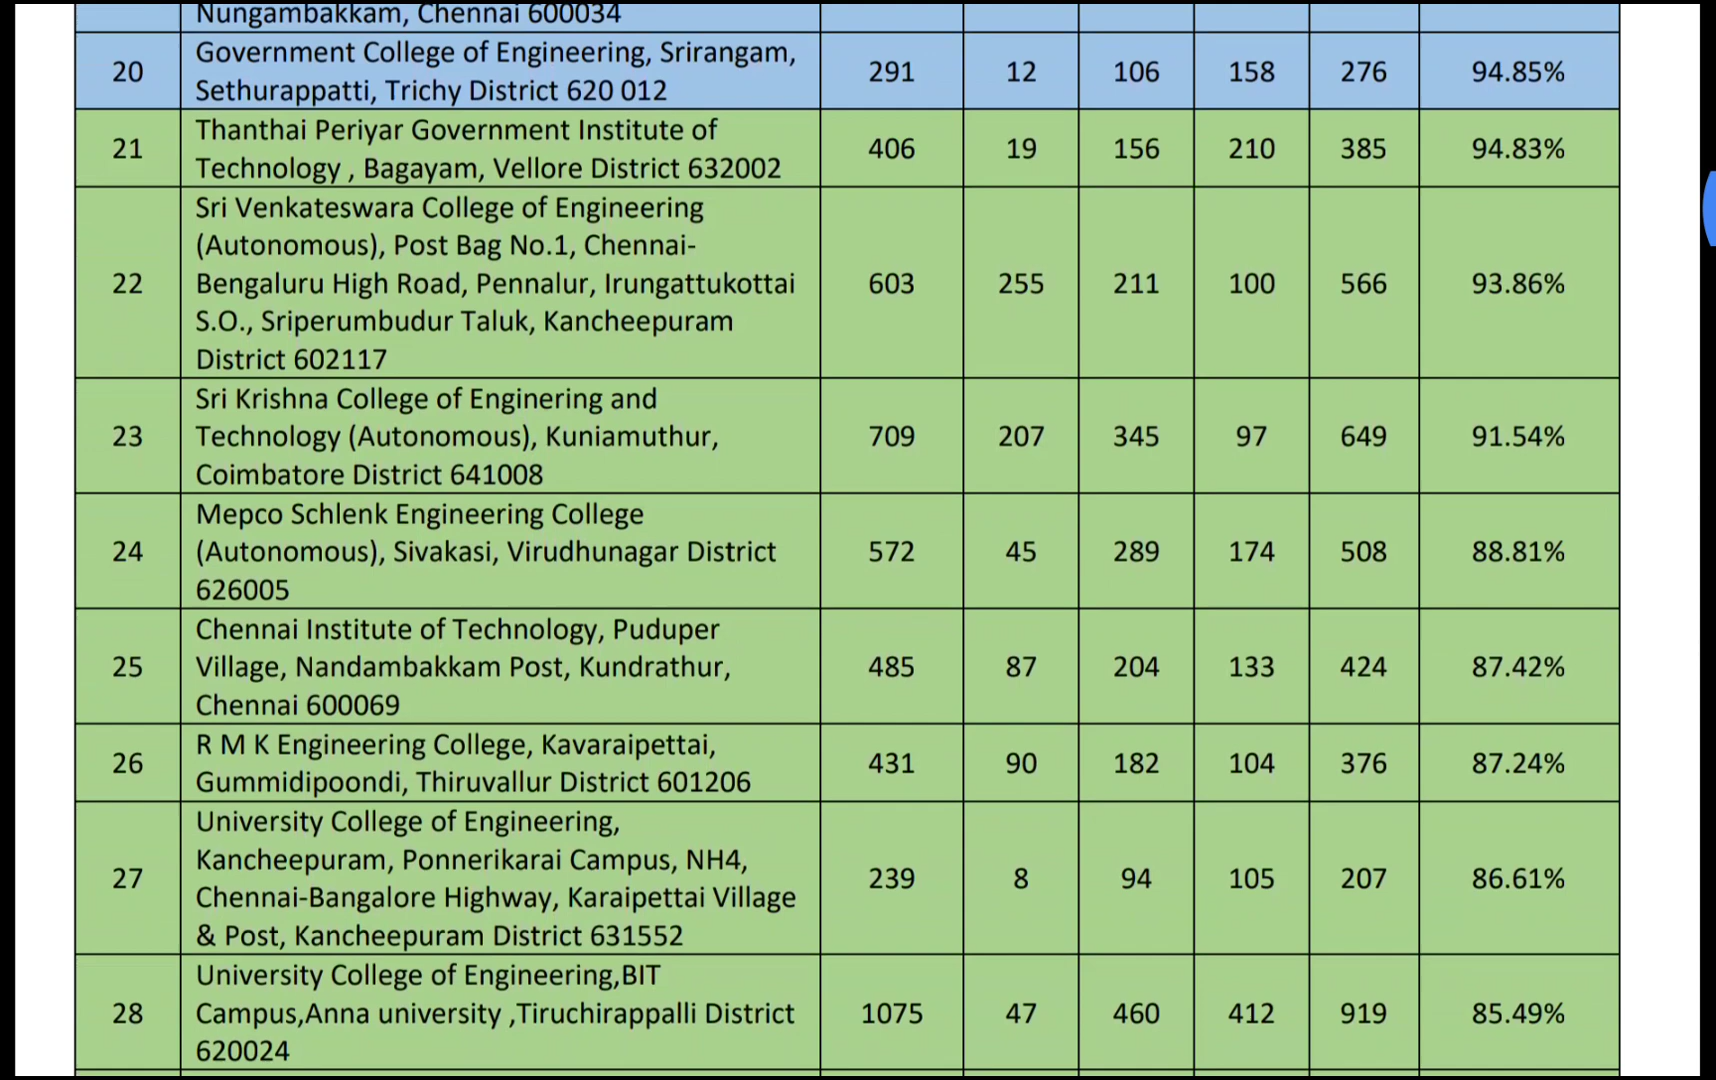 Nungambakkam, Chennai 600034
20 Government College of Engineering, Srirangam, 291 12 106 158 276 94.85%
Sethurappatti, Trichy District 620 012
21 Thanthai Periyar Government Institute of 406 19 156 210 385 94.83%
Technology , Bagayam, Vellore District 632002
Sri Venkateswara College of Engineering
(Autonomous), Post Bag No.1, Chennai-
22 Bengaluru High Road, Pennalur, Irungattukottai 603 255 211 100 566 93.86%
S.O., Sriperumbudur Taluk, Kancheepuram
District 602117
Sri Krishna College of Enginering and
23 Technology (Autonomous), Kuniamuthur, 709 207 345 97 649 91.54%
Coimbatore District 641008
Mepco Schlenk Engineering College
24 (Autonomous), Sivakasi, Virudhunagar District 572 45 289 174 508 88.81%
626005
Chennai Institute of Technology, Puduper
25 Village, Nandambakkam Post, Kundrathur, 485 87 204 133 424 87.42%
Chennai 600069
26 R M K Engineering College, Kavaraipettai, 431 90 182 104 376 87.24%
Gummidipoondi, Thiruvallur District 601206
University College of Engineering,
27 Kancheepuram, Ponnerikarai Campus, NH4, 239 8 94 105 207 86.61%
Chennai-Bangalore Highway, Karaipettai Village
& Post, Kancheepuram District 631552
University College of Engineering,BIT
28 Campus,Anna university ,Tiruchirappalli District 1075 47 460 412 919 85.49%
620024